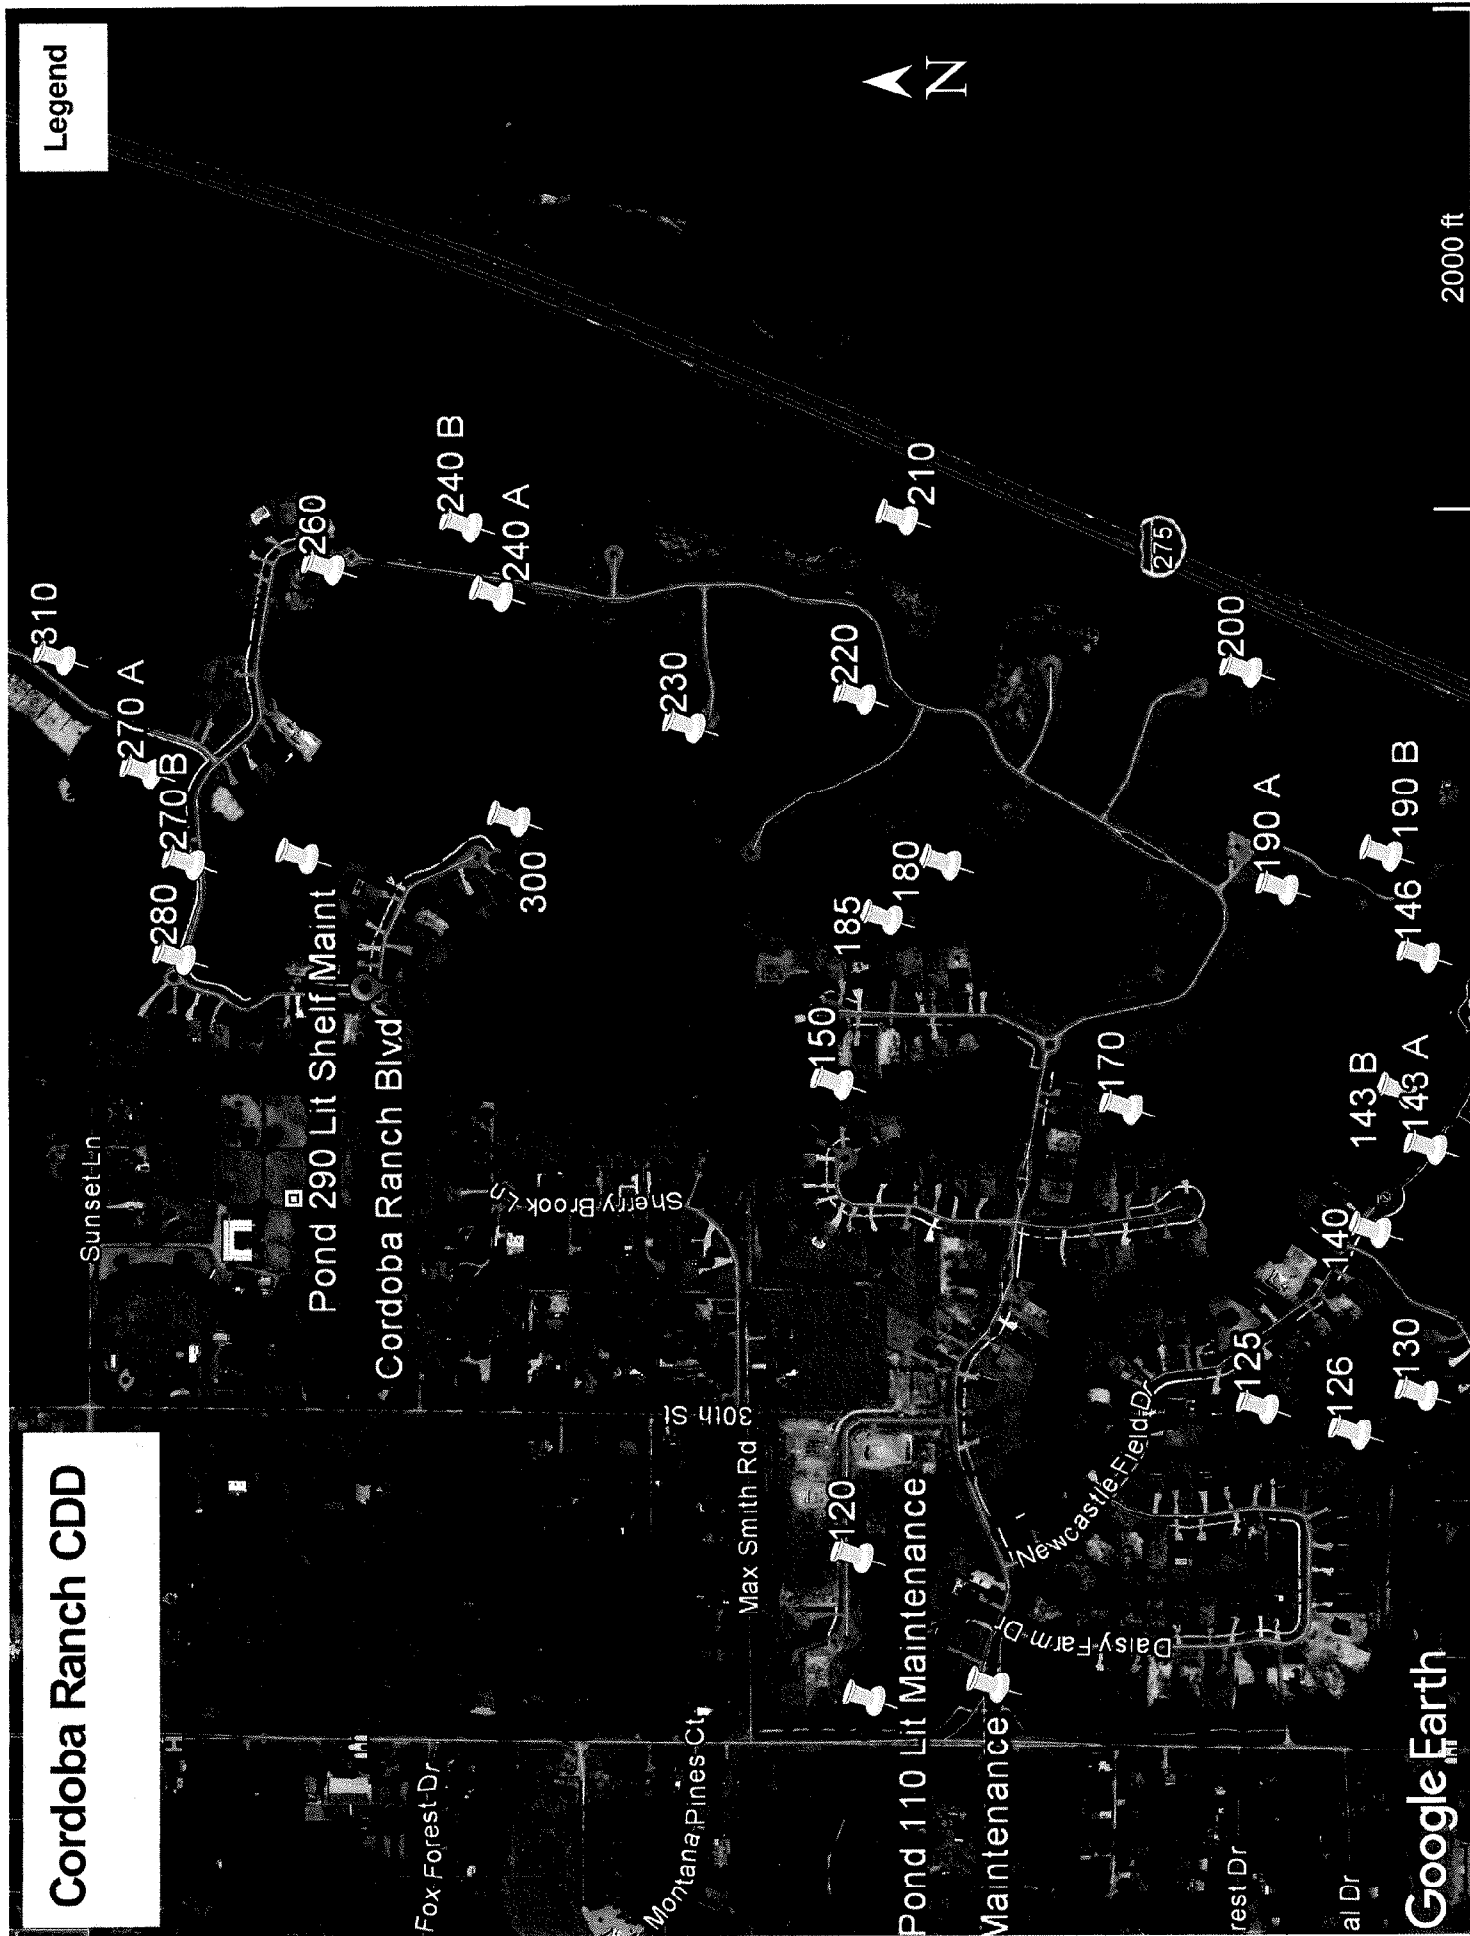 Cordoba Ranch CDD
Legend
N
310
270 A
270 B
280
260
240 B
240 A
Pond 290 Lit Shelf Maint
Cordoba Ranch Blvd
300
230
220
210
275
200
180
185
150
170
190 A
190 B
146
143 B
143 A
140
130
126
125
120
Pond 110 Lit Maintenance
Maintenance
Sunset Ln
Sherry Brook Ln
30th St
Max Smith Rd
Newcastle Field Dr
Daisy Farm Dr
Fox Forest Dr
Montana Pines Ct
rest Dr
al Dr
Google Earth
2000 ft